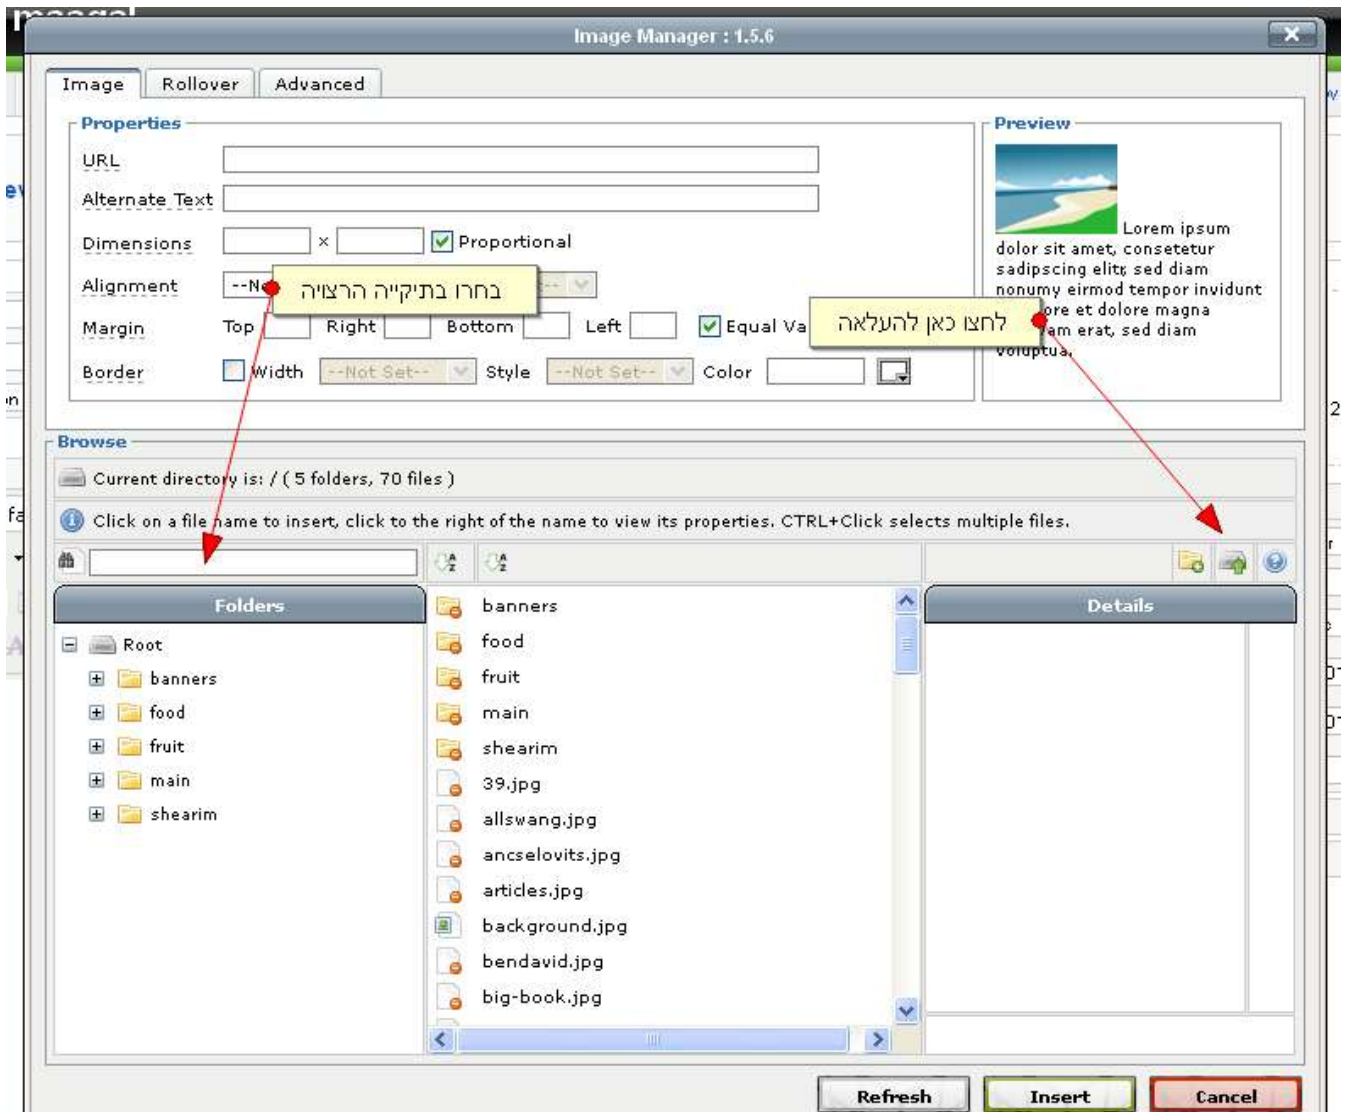 Image Manager : 1.5.6
Image Rollover Advanced
Properties
URL
Alternate Text
Dimensions × Proportional
Alignment
בחרו בתיקייה הרצויה
Margin Top Right Bottom Left Equal Va
לחצו כאן להעלאה
Border Width --Not Set-- Style --Not Set-- Color
Preview
Lorem ipsum
dolor sit amet, consetetur
sadipscing elitr, sed diam
nonumy eirmod tempor invidunt
ore et dolore magna
am erat, sed diam
voluptua.
Browse
Current directory is: / ( 5 folders, 70 files )
Click on a file name to insert, click to the right of the name to view its properties. CTRL+Click selects multiple files.
Folders
Root
banners
food
fruit
main
shearim
banners
food
fruit
main
shearim
39.jpg
allswang.jpg
ancselovits.jpg
articles.jpg
background.jpg
bendavid.jpg
big-book.jpg
Details
Refresh Insert Cancel